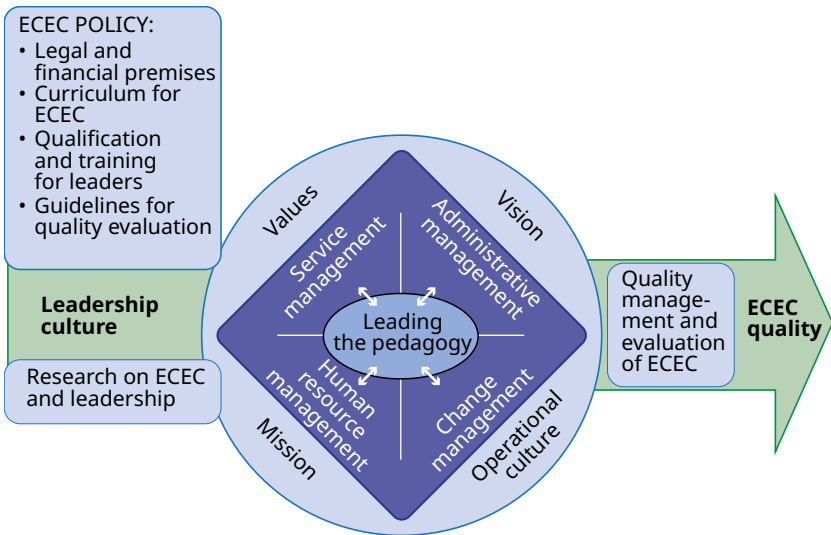 ECEC POLICY:
• Legal and
financial premises
• Curriculum for
ECEC
• Qualification
and training
for leaders
• Guidelines for
quality evaluation
Leadership
culture
Research on ECEC
and leadership
Values
Vision
Service
management
Administrative
management
Leading
the pedagogy
Human
resource
management
Change
management
Mission
Operational
culture
Quality
manage-
ment and
evaluation
of ECEC
ECEC
quality